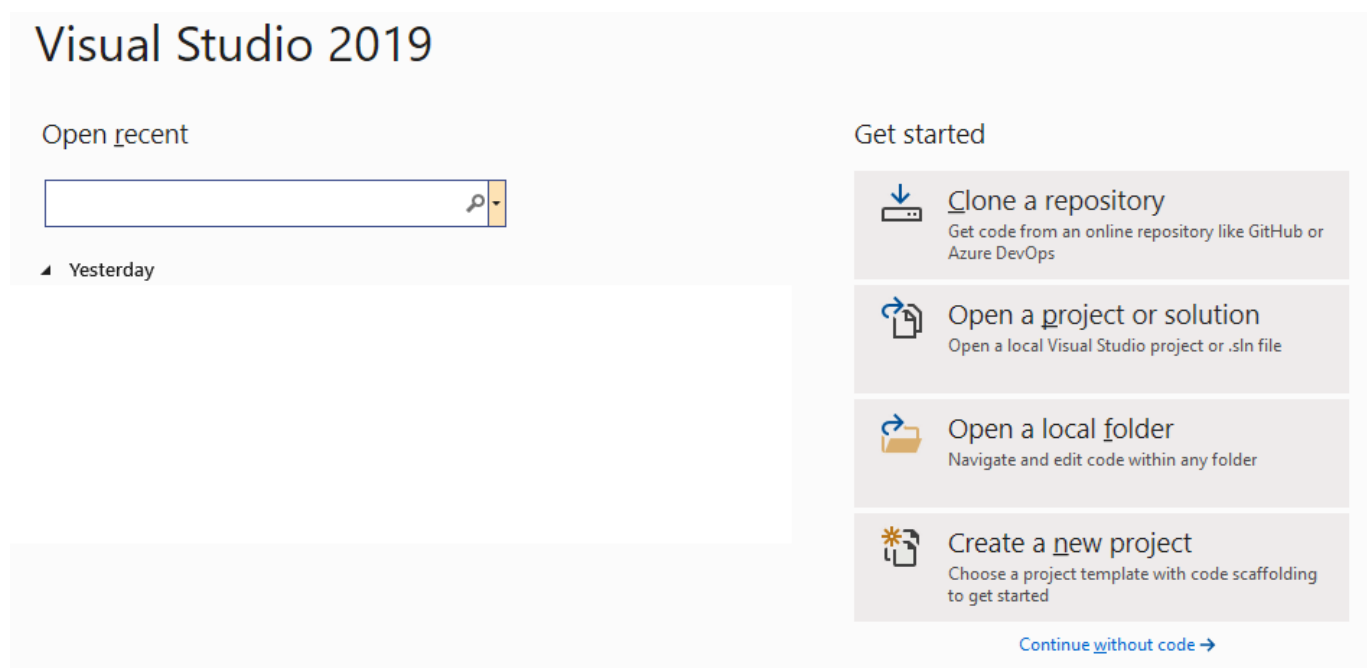 Visual Studio 2019
Open recent
Yesterday
Get started
Clone a repository
Get code from an online repository like GitHub or
Azure DevOps
Open a project or solution
Open a local Visual Studio project or .sln file
Open a local folder
Navigate and edit code within any folder
Create a new project
Choose a project template with code scaffolding
to get started
Continue without code →